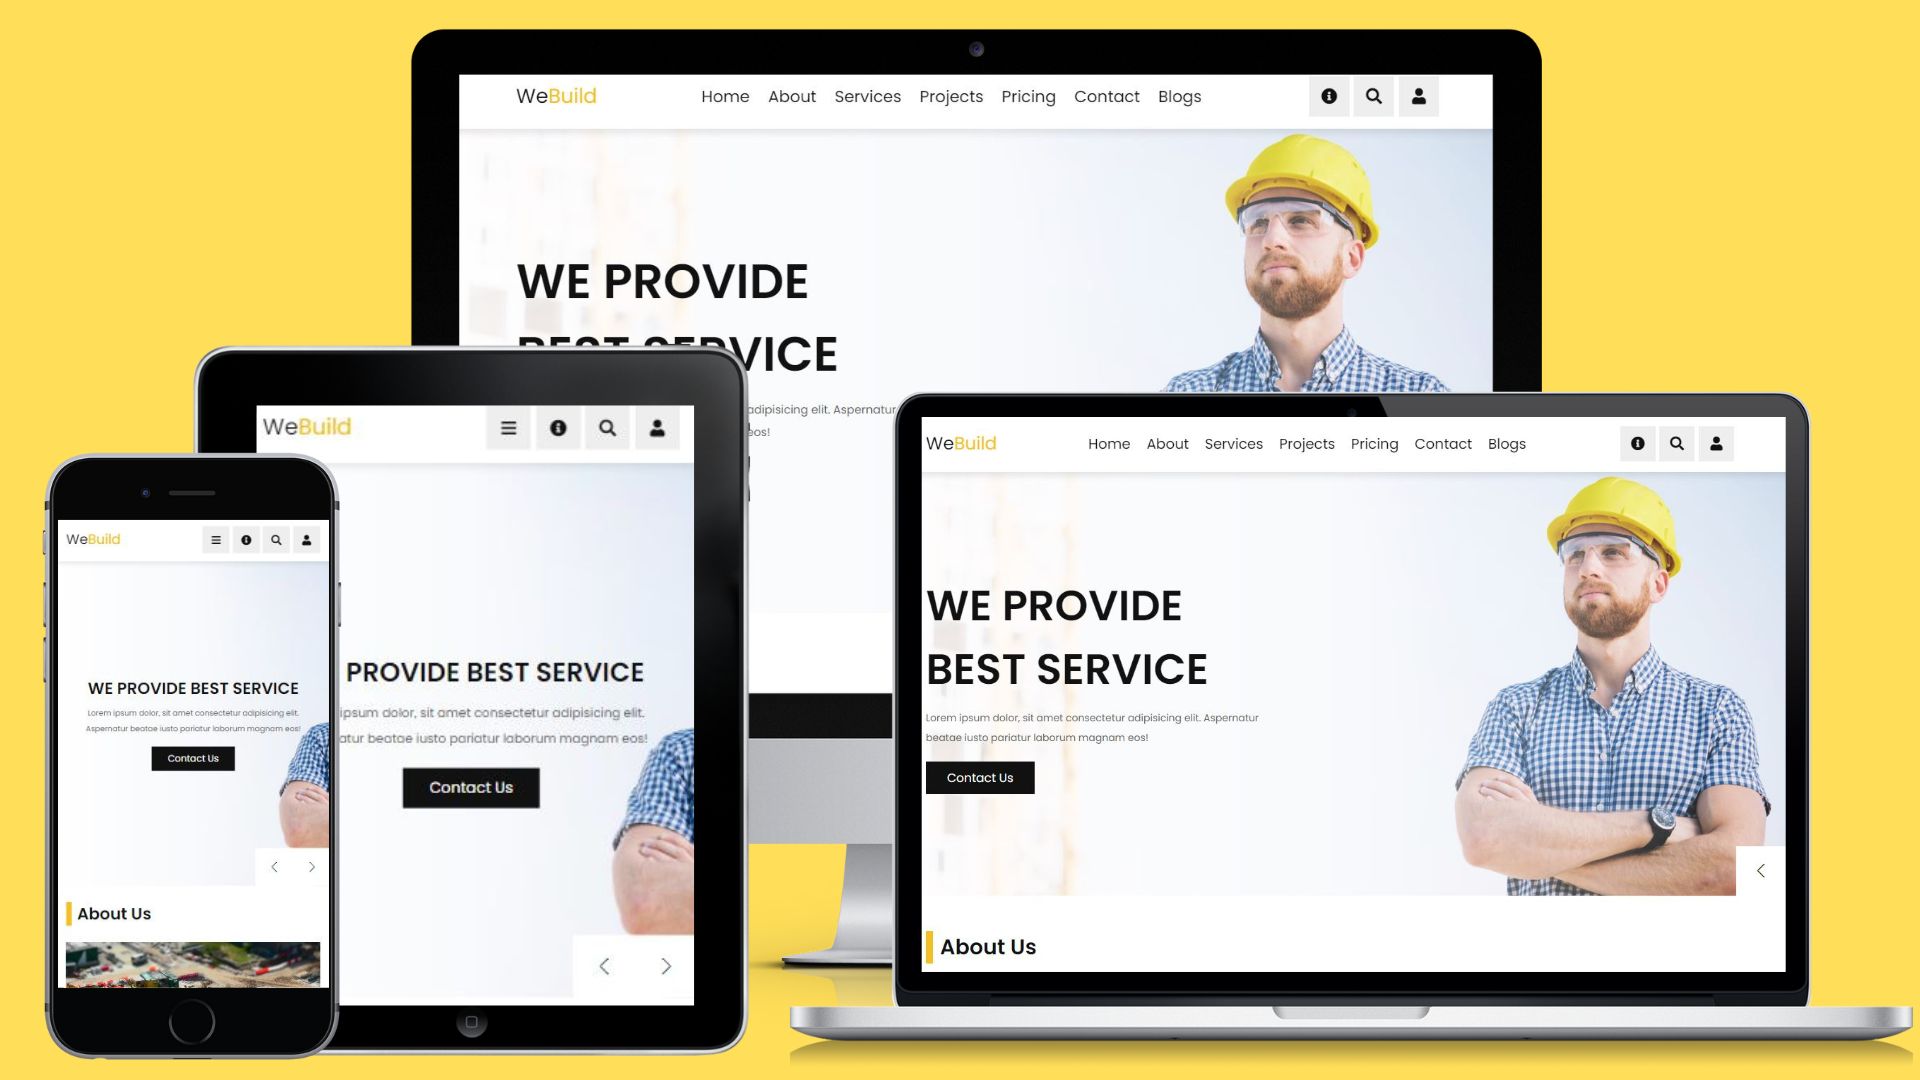 WeBuild
Home About Services Projects Pricing Contact Blogs
WE PROVIDE
BEST SERVICE
adipisicing elit. Aspernatur
eos!
WeBuild
PROVIDE BEST SERVICE
ipsum dolor, sit amet consectetur adipisicing elit.
atur beatae iusto pariatur laborum magnam eos!
Contact Us
WeBuild
WE PROVIDE BEST SERVICE
Lorem ipsum dolor, sit amet consectetur adipisicing elit.
Aspernatur beatae iusto pariatur laborum magnam eos!
Contact Us
About Us
WeBuild
Home About Services Projects Pricing Contact Blogs
WE PROVIDE
BEST SERVICE
Lorem ipsum dolor, sit amet consectetur adipisicing elit. Aspernatur
beatae iusto pariatur laborum magnam eos!
Contact Us
About Us